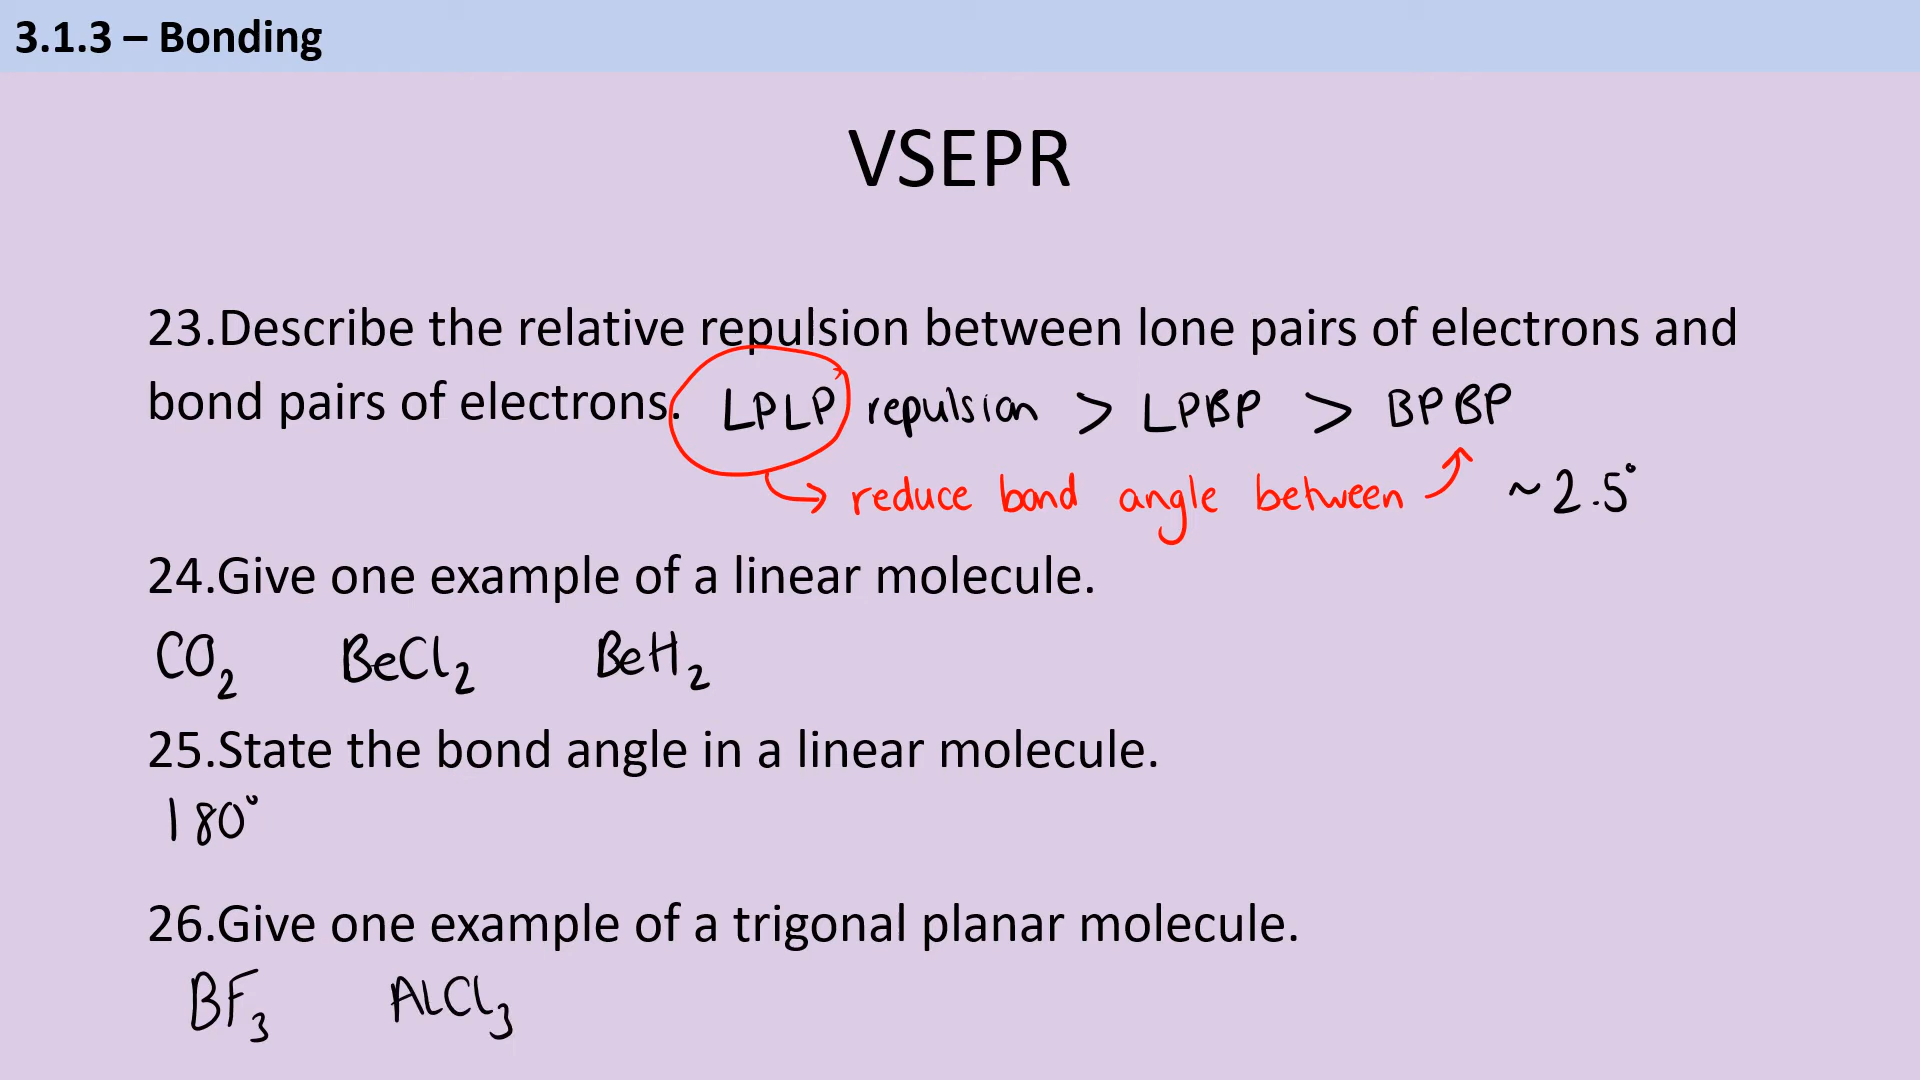 3.1.3 – Bonding
VSEPR
23.Describe the relative repulsion between lone pairs of electrons and
bond pairs of electrons. LPLP repulsion > LPBP > BPBP
reduce bond angle between ~2.5°
24.Give one example of a linear molecule.
CO₂ BeCl₂ BeH₂
25.State the bond angle in a linear molecule.
180°
26.Give one example of a trigonal planar molecule.
BF₃ AlCl₃